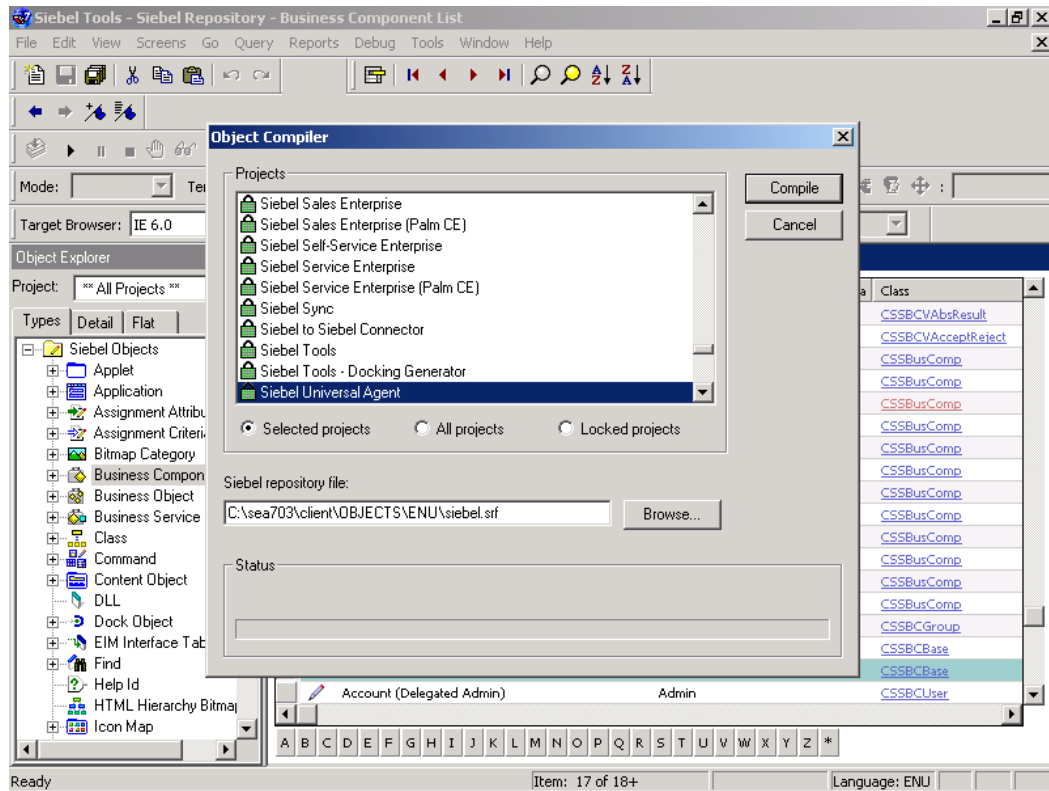 Siebel Tools - Siebel Repository - Business Component List
File Edit View Screens Go Query Reports Debug Tools Window Help
Mode:
Target Browser: IE 6.0
Object Explorer
Project: ** All Projects **
Types Detail Flat
Siebel Objects
Applet
Application
Assignment Attribu
Assignment Criteri
Bitmap Category
Business Compon
Business Object
Business Service
Class
Command
Content Object
DLL
Dock Object
EIM Interface Tab
Find
Help Id
HTML Hierarchy Bitmap
Icon Map
Object Compiler
Projects
Siebel Sales Enterprise
Siebel Sales Enterprise (Palm CE)
Siebel Self-Service Enterprise
Siebel Service Enterprise
Siebel Service Enterprise (Palm CE)
Siebel Sync
Siebel to Siebel Connector
Siebel Tools
Siebel Tools - Docking Generator
Siebel Universal Agent
Selected projects All projects Locked projects
Compile
Cancel
Siebel repository file:
C:\sea703\client\OBJECTS\ENU\siebel.srf
Browse...
Status
Class
CSSBCVAbsResult
CSSBCVAcceptReject
CSSBusComp
CSSBusComp
CSSBusComp
CSSBusComp
CSSBusComp
CSSBusComp
CSSBusComp
CSSBusComp
CSSBusComp
CSSBusComp
CSSBusComp
CSSBusComp
CSSBCGroup
CSSBCBase
CSSBCBase
Account (Delegated Admin) Admin CSSBCUser
A B C D E F G H I J K L M N O P Q R S T U V W X Y Z *
Ready Item: 17 of 18+ Language: ENU